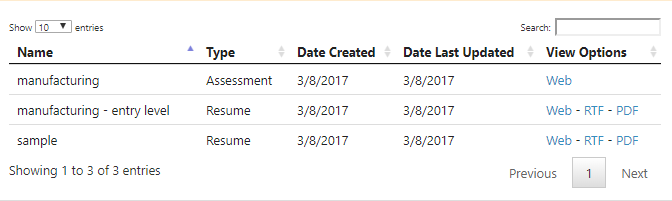 Show 10 entries Search:
Name Type Date Created Date Last Updated View Options
manufacturing Assessment 3/8/2017 3/8/2017 Web
manufacturing - entry level Resume 3/8/2017 3/8/2017 Web - RTF - PDF
sample Resume 3/8/2017 3/8/2017 Web - RTF - PDF
Showing 1 to 3 of 3 entries Previous 1 Next